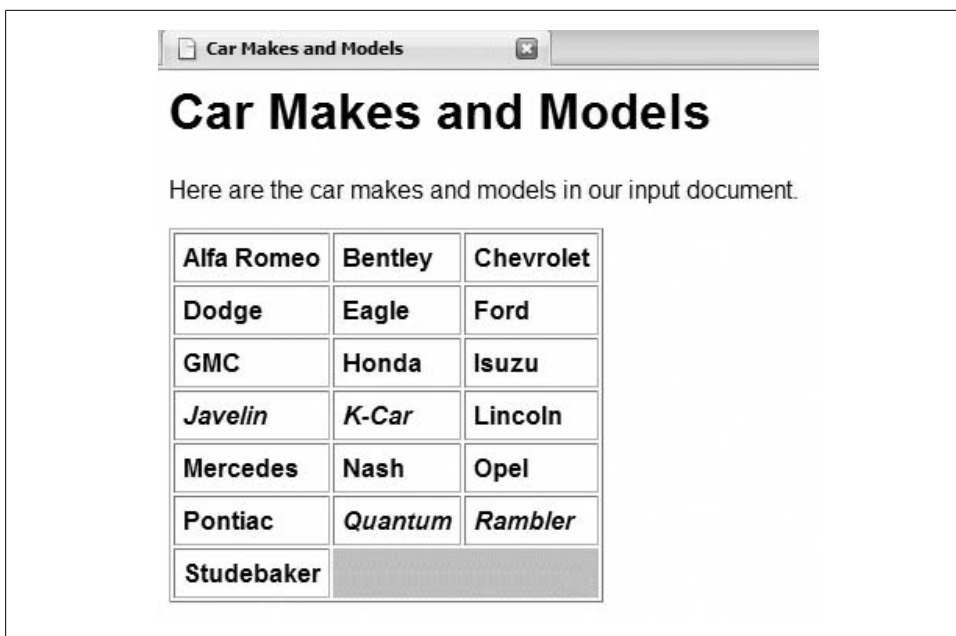 Car Makes and Models
Car Makes and Models
Here are the car makes and models in our input document.
Alfa Romeo Bentley Chevrolet
Dodge Eagle Ford
GMC Honda Isuzu
Javelin K-Car Lincoln
Mercedes Nash Opel
Pontiac Quantum Rambler
Studebaker